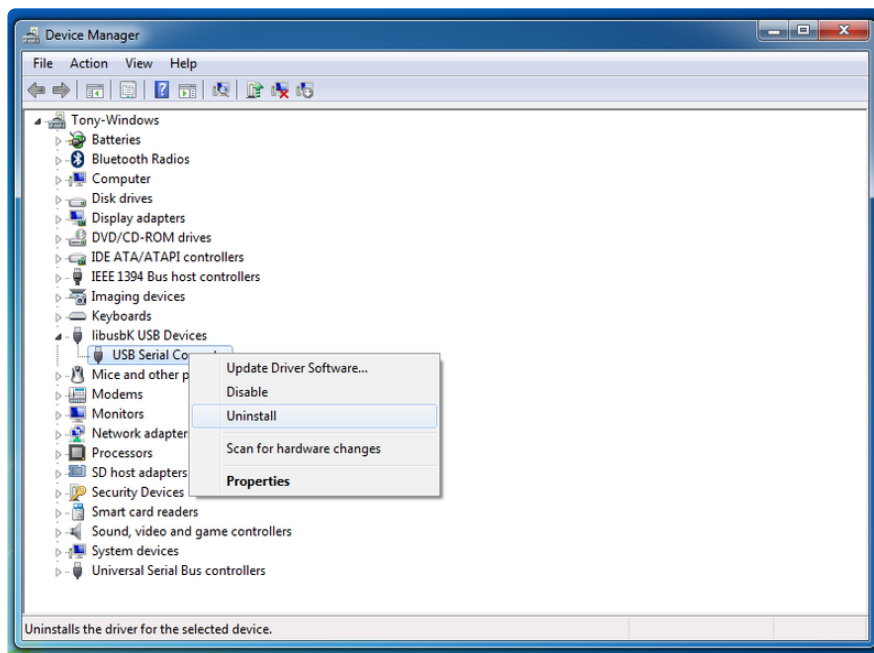 Device Manager
File Action View Help
Tony-Windows
Batteries
Bluetooth Radios
Computer
Disk drives
Display adapters
DVD/CD-ROM drives
IDE ATA/ATAPI controllers
IEEE 1394 Bus host controllers
Imaging devices
Keyboards
libusbK USB Devices
USB Serial Co
Mice and other p
Modems
Monitors
Network adapter
Processors
SD host adapters
Security Devices
Smart card readers
Sound, video and game controllers
System devices
Universal Serial Bus controllers
Update Driver Software...
Disable
Uninstall
Scan for hardware changes
Properties
Uninstalls the driver for the selected device.